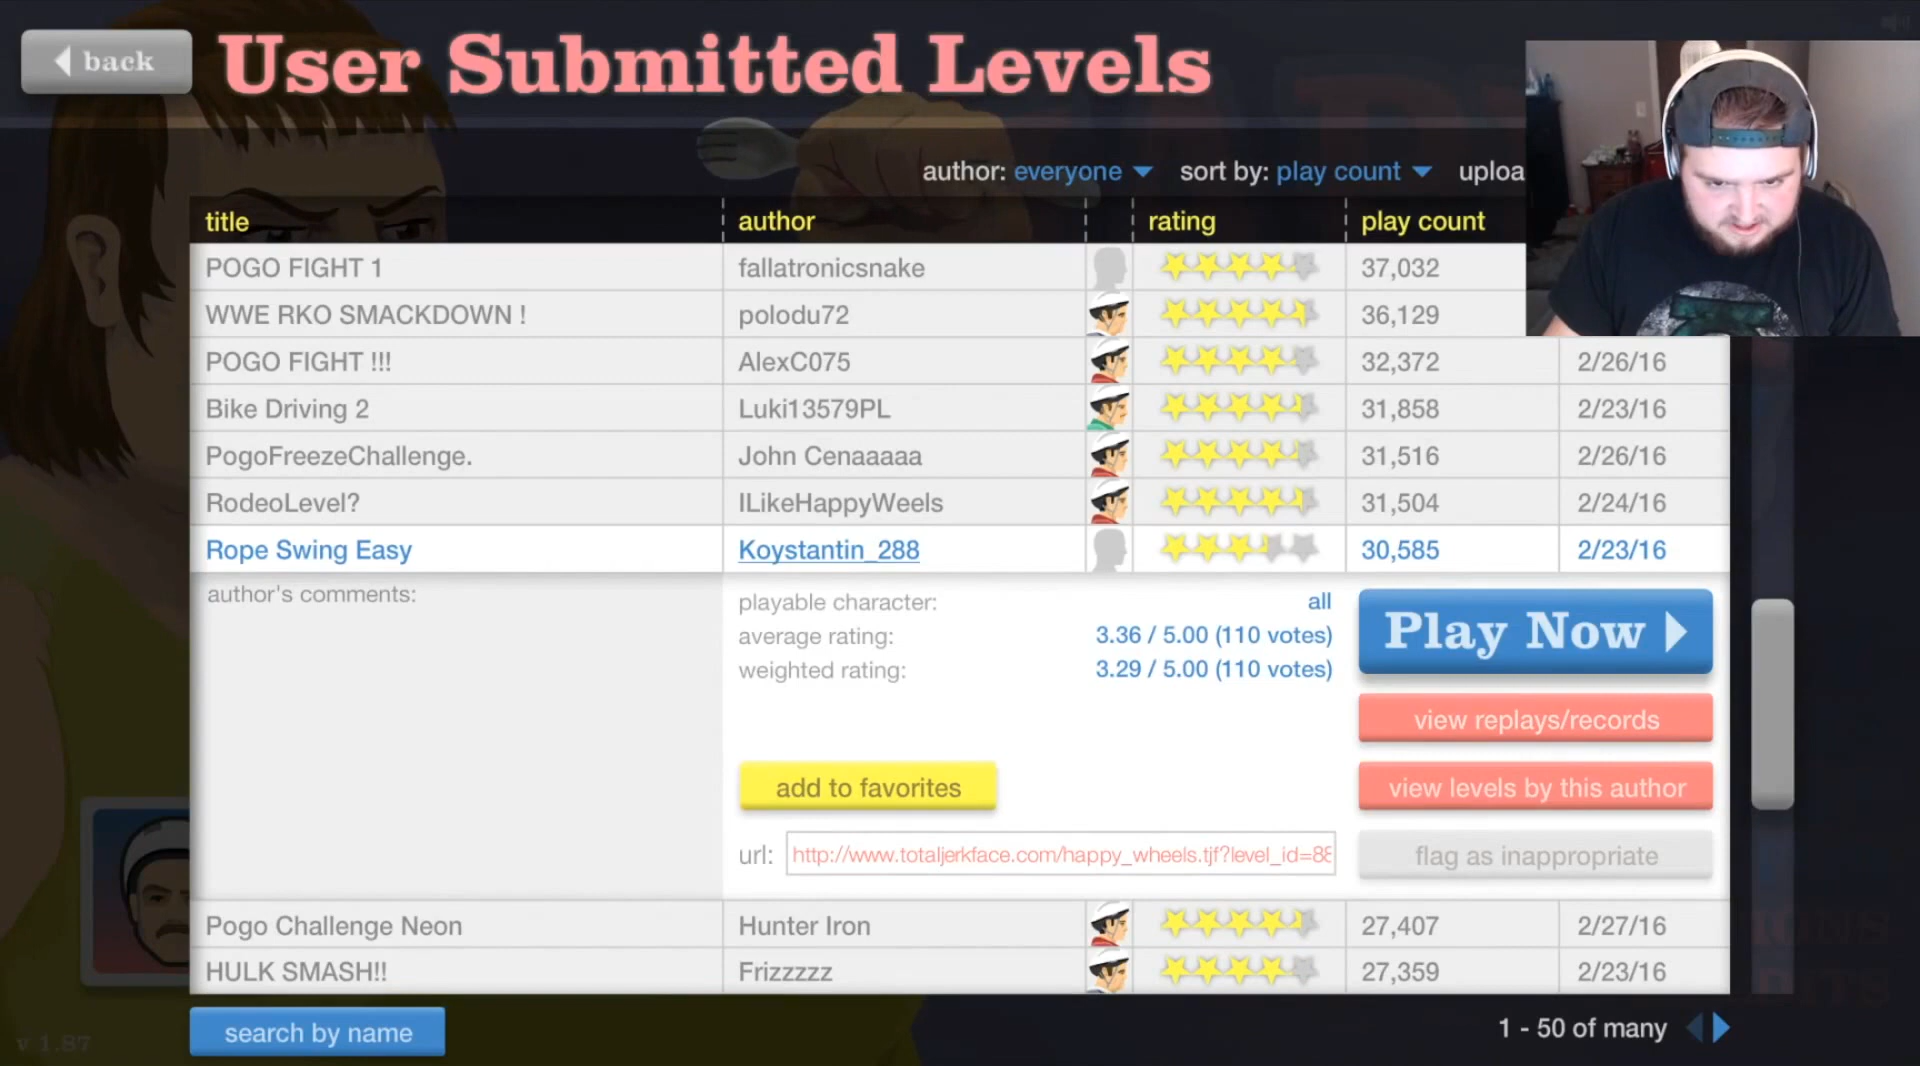 back
User Submitted Levels
author: everyone sort by: play count uploa
title author rating play count
POGO FIGHT 1 fallatronicsnake 37,032
WWE RKO SMACKDOWN ! polodu72 36,129
POGO FIGHT !!! AlexC075 32,372 2/26/16
Bike Driving 2 Luki13579PL 31,858 2/23/16
PogoFreezeChallenge. John Cenaaaaa 31,516 2/26/16
RodeoLevel? ILikeHappyWeels 31,504 2/24/16
Rope Swing Easy Koystantin_288 30,585 2/23/16
author's comments:
playable character: all
average rating: 3.36 / 5.00 (110 votes)
weighted rating: 3.29 / 5.00 (110 votes)
Play Now
view replays/records
add to favorites
view levels by this author
url: http://www.totaljerkface.com/happy_wheels.tjf?level_id=88
flag as inappropriate
Pogo Challenge Neon Hunter Iron 27,407 2/27/16
HULK SMASH!! Frizzzzz 27,359 2/23/16
search by name
1 - 50 of many
v 1.87